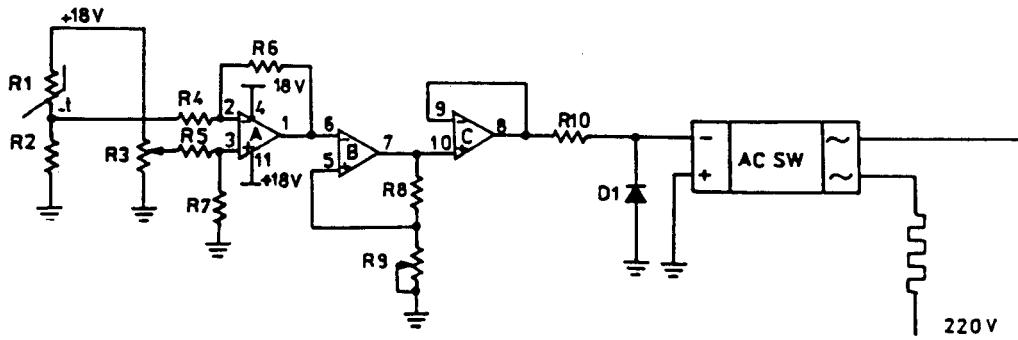 +18V
R1
-t
R2
R3
R4
R5
R6
18V
2
4
A
1
3
+
11
+18V
R7
6
B
7
5
R8
R9
9
C
8
10
R10
D1
-
+
AC SW
~
~
220V